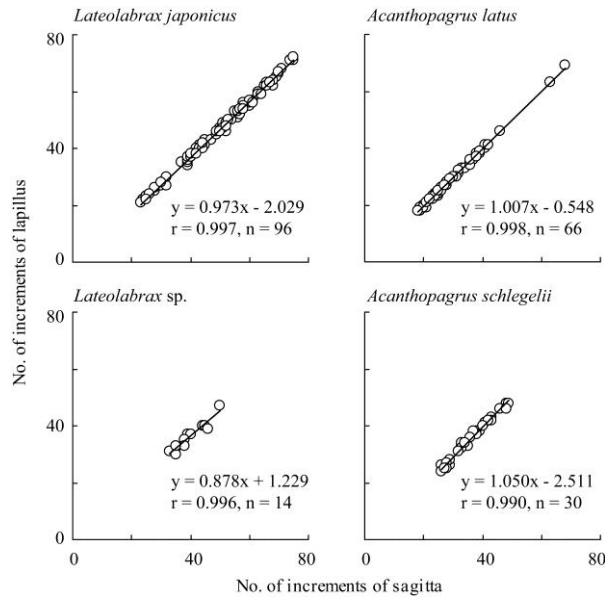 Lateolabrax japonicus
80
40
0
y = 0.973x - 2.029
r = 0.997, n = 96
Acanthopagrus latus
y = 1.007x - 0.548
r = 0.998, n = 66
No. of increments of lapillus
Lateolabrax sp.
80
40
0
y = 0.878x + 1.229
r = 0.996, n = 14
0 40 80
Acanthopagrus schlegelii
y = 1.050x - 2.511
r = 0.990, n = 30
0 40 80
No. of increments of sagitta